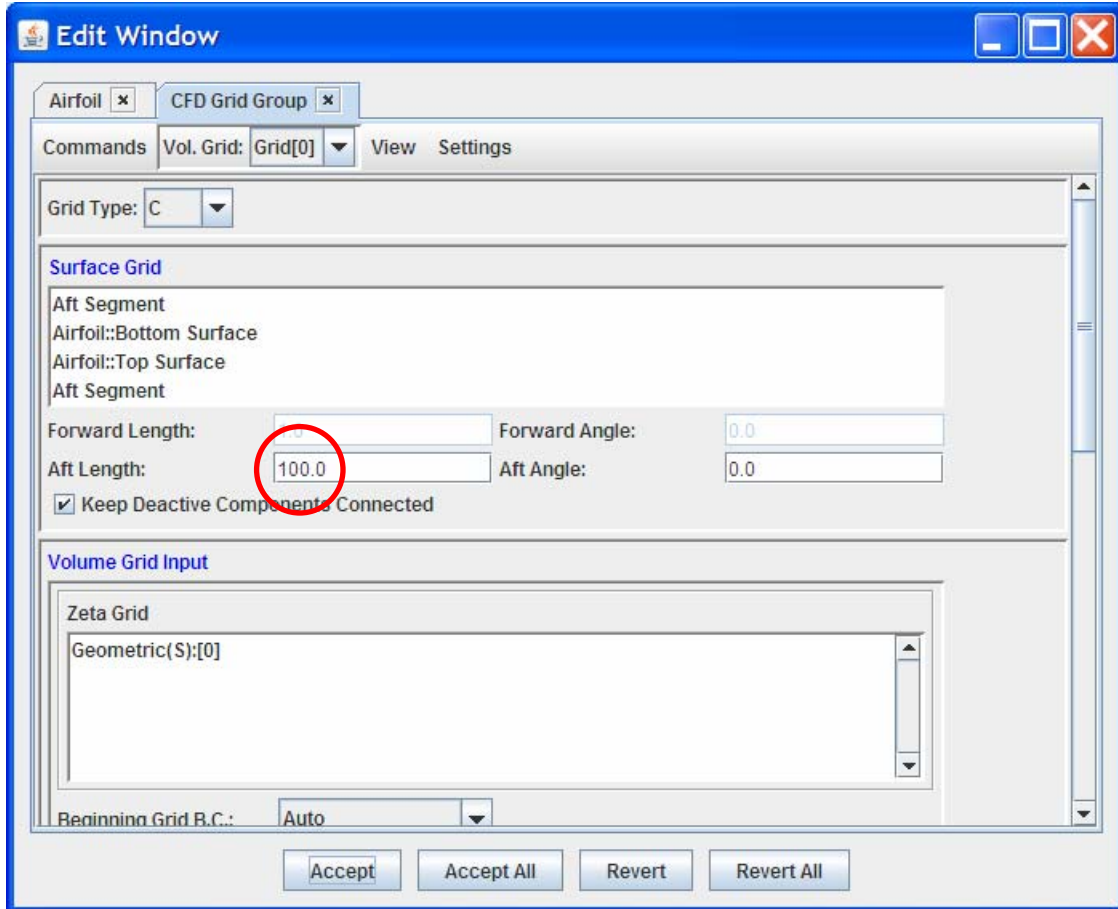 Edit Window
Airfoil CFD Grid Group
Commands Vol. Grid: Grid[0] View Settings
Grid Type: C
Surface Grid
Aft Segment
Airfoil::Bottom Surface
Airfoil::Top Surface
Aft Segment
Forward Length: 1.0 Forward Angle: 0.0
Aft Length: 100.0 Aft Angle: 0.0
Keep Deactive Components Connected
Volume Grid Input
Zeta Grid
Geometric(S):[0]
Beginning Grid B.C.: Auto
Accept Accept All Revert Revert All